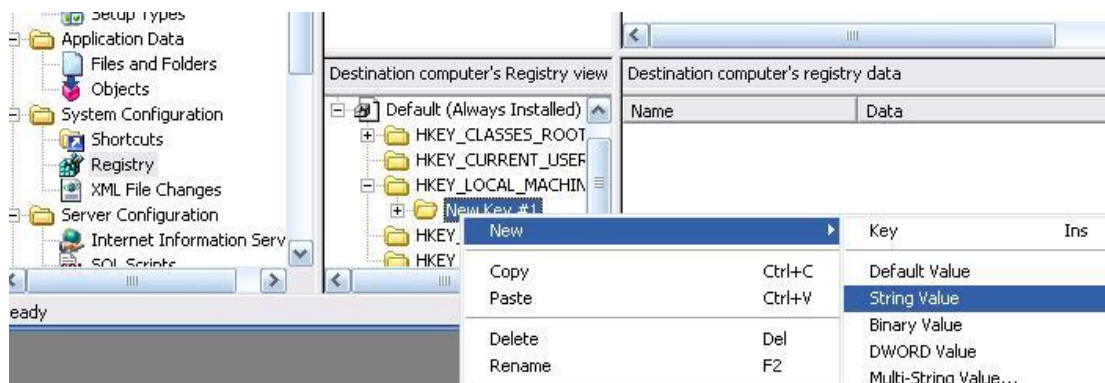 Setup Types
Application Data
Files and Folders
Objects
System Configuration
Shortcuts
Registry
XML File Changes
Server Configuration
Internet Information Serv
SQL Scripts
eady
Destination computer's Registry view
Default (Always Installed)
HKEY_CLASSES_ROOT
HKEY_CURRENT_USER
HKEY_LOCAL_MACHIN
New Key #1
HKEY_
HKEY
Destination computer's registry data
Name Data
New
Copy Ctrl+C
Paste Ctrl+V
Delete Del
Rename F2
Key Ins
Default Value
String Value
Binary Value
DWORD Value
Multi-String Value...